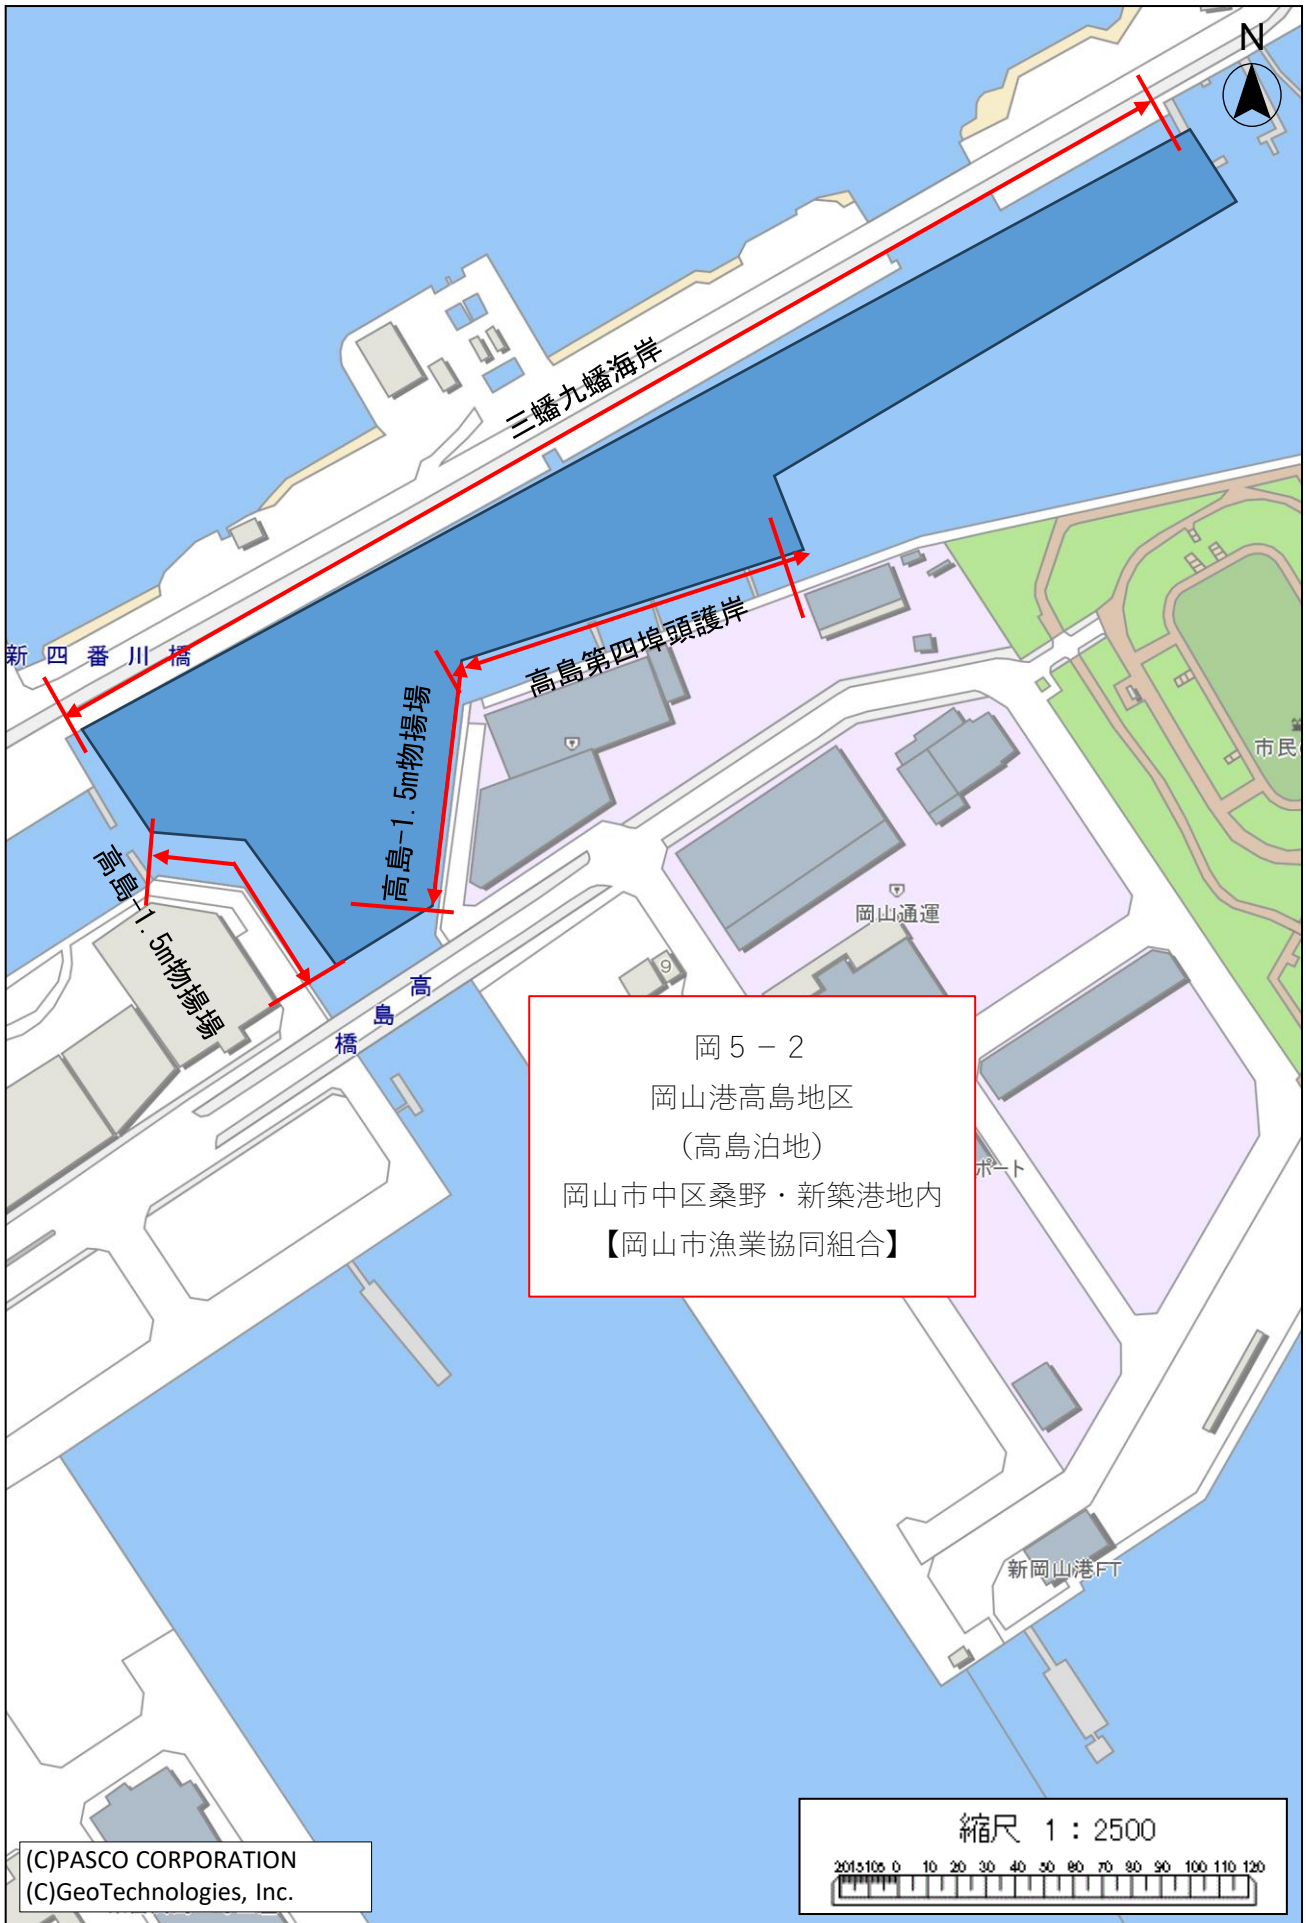 N
三蟠九蟠海岸
新四番川橋
高島第四埠頭護岸
高島-1.5m物揚場
市民
高島-1.5m物揚場
岡山通運
9
高島橋
岡5-2
岡山港高島地区
(高島泊地)
岡山市中区桑野・新築港地内
【岡山市漁業協同組合】
ポート
新岡山港FT
縮尺 1:2500
2015105 0 10 20 30 40 50 60 70 80 90 100 110 120
(C)PASCO CORPORATION
(C)GeoTechnologies, Inc.